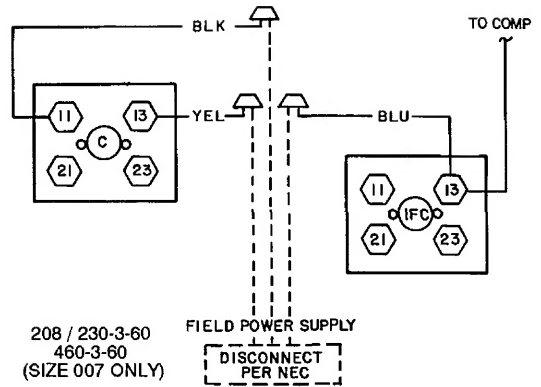 BLK
TO COMP
11
13
YEL
BLU
C
21
23
11
13
IFC
21
23
FIELD POWER SUPPLY
208 / 230-3-60
460-3-60
(SIZE 007 ONLY)
DISCONNECT
PER NEC